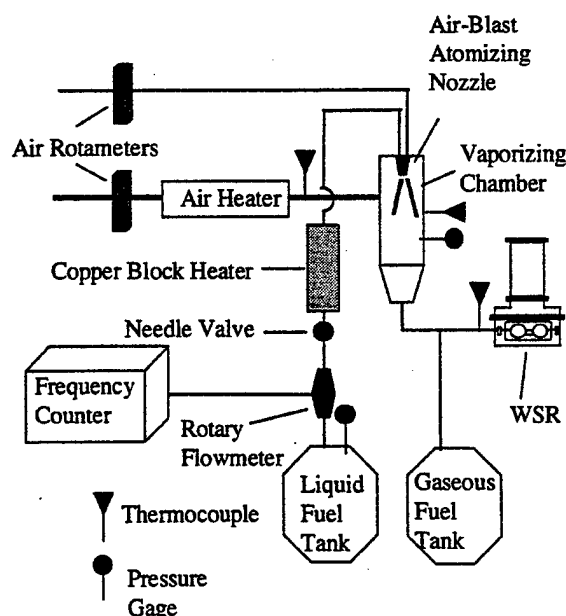 Air-Blast
Atomizing
Nozzle
Air Rotameters
Vaporizing
Chamber
Air Heater
Copper Block Heater
Needle Valve
Frequency
Counter
Rotary
Flowmeter
WSR
Liquid
Fuel
Tank
Gaseous
Fuel
Tank
Thermocouple
Pressure
Gage